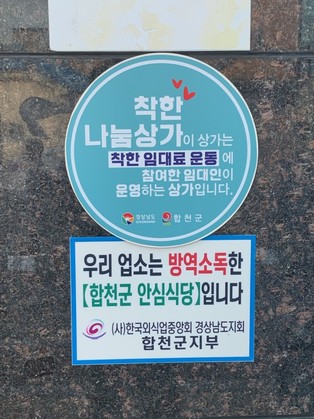 착한
나눔상가이 상가는
착한 임대료 운동에
참여한 임대인이
운영하는 상가입니다.
경상남도 합천군
우리 업소는 방역소독한
【합천군 안심식당】입니다
(사)한국외식업중앙회 경상남도지회
합천군지부